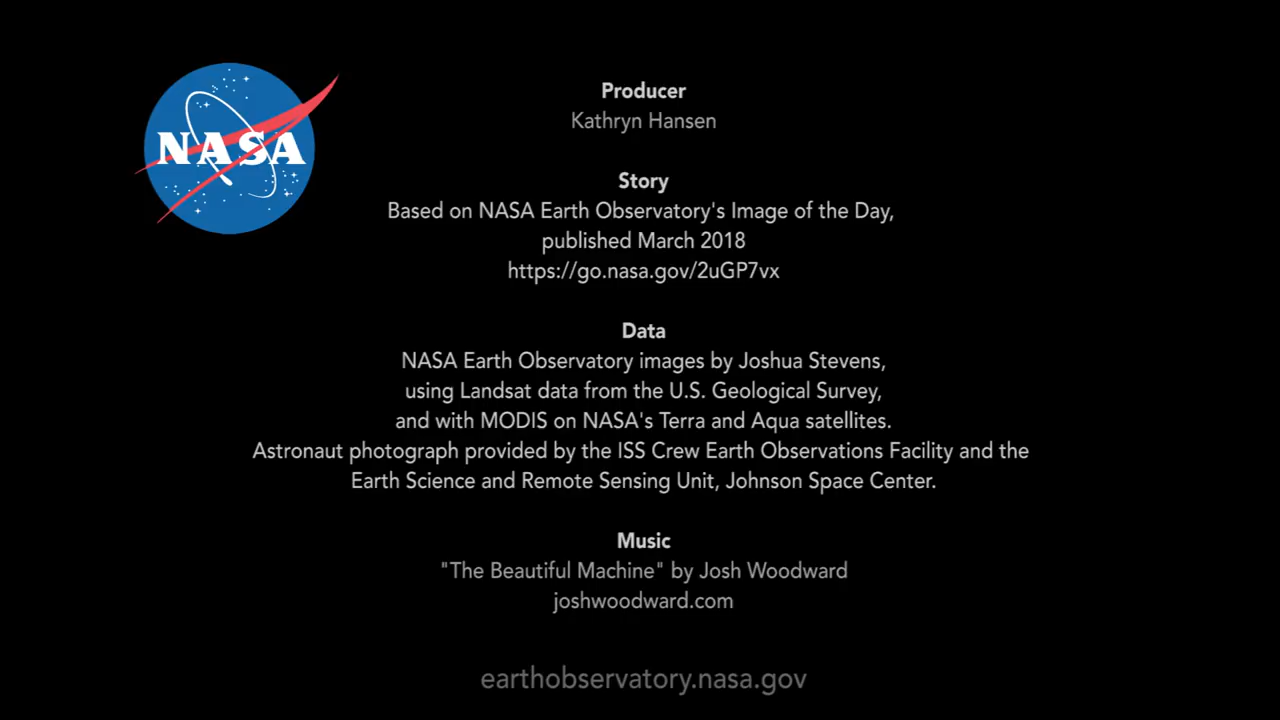 NASA
Producer
Kathryn Hansen
Story
Based on NASA Earth Observatory's Image of the Day,
published March 2018
https://go.nasa.gov/2uGP7vx
Data
NASA Earth Observatory images by Joshua Stevens,
using Landsat data from the U.S. Geological Survey,
and with MODIS on NASA's Terra and Aqua satellites.
Astronaut photograph provided by the ISS Crew Earth Observations Facility and the
Earth Science and Remote Sensing Unit, Johnson Space Center.
Music
"The Beautiful Machine" by Josh Woodward
joshwoodward.com
earthobservatory.nasa.gov